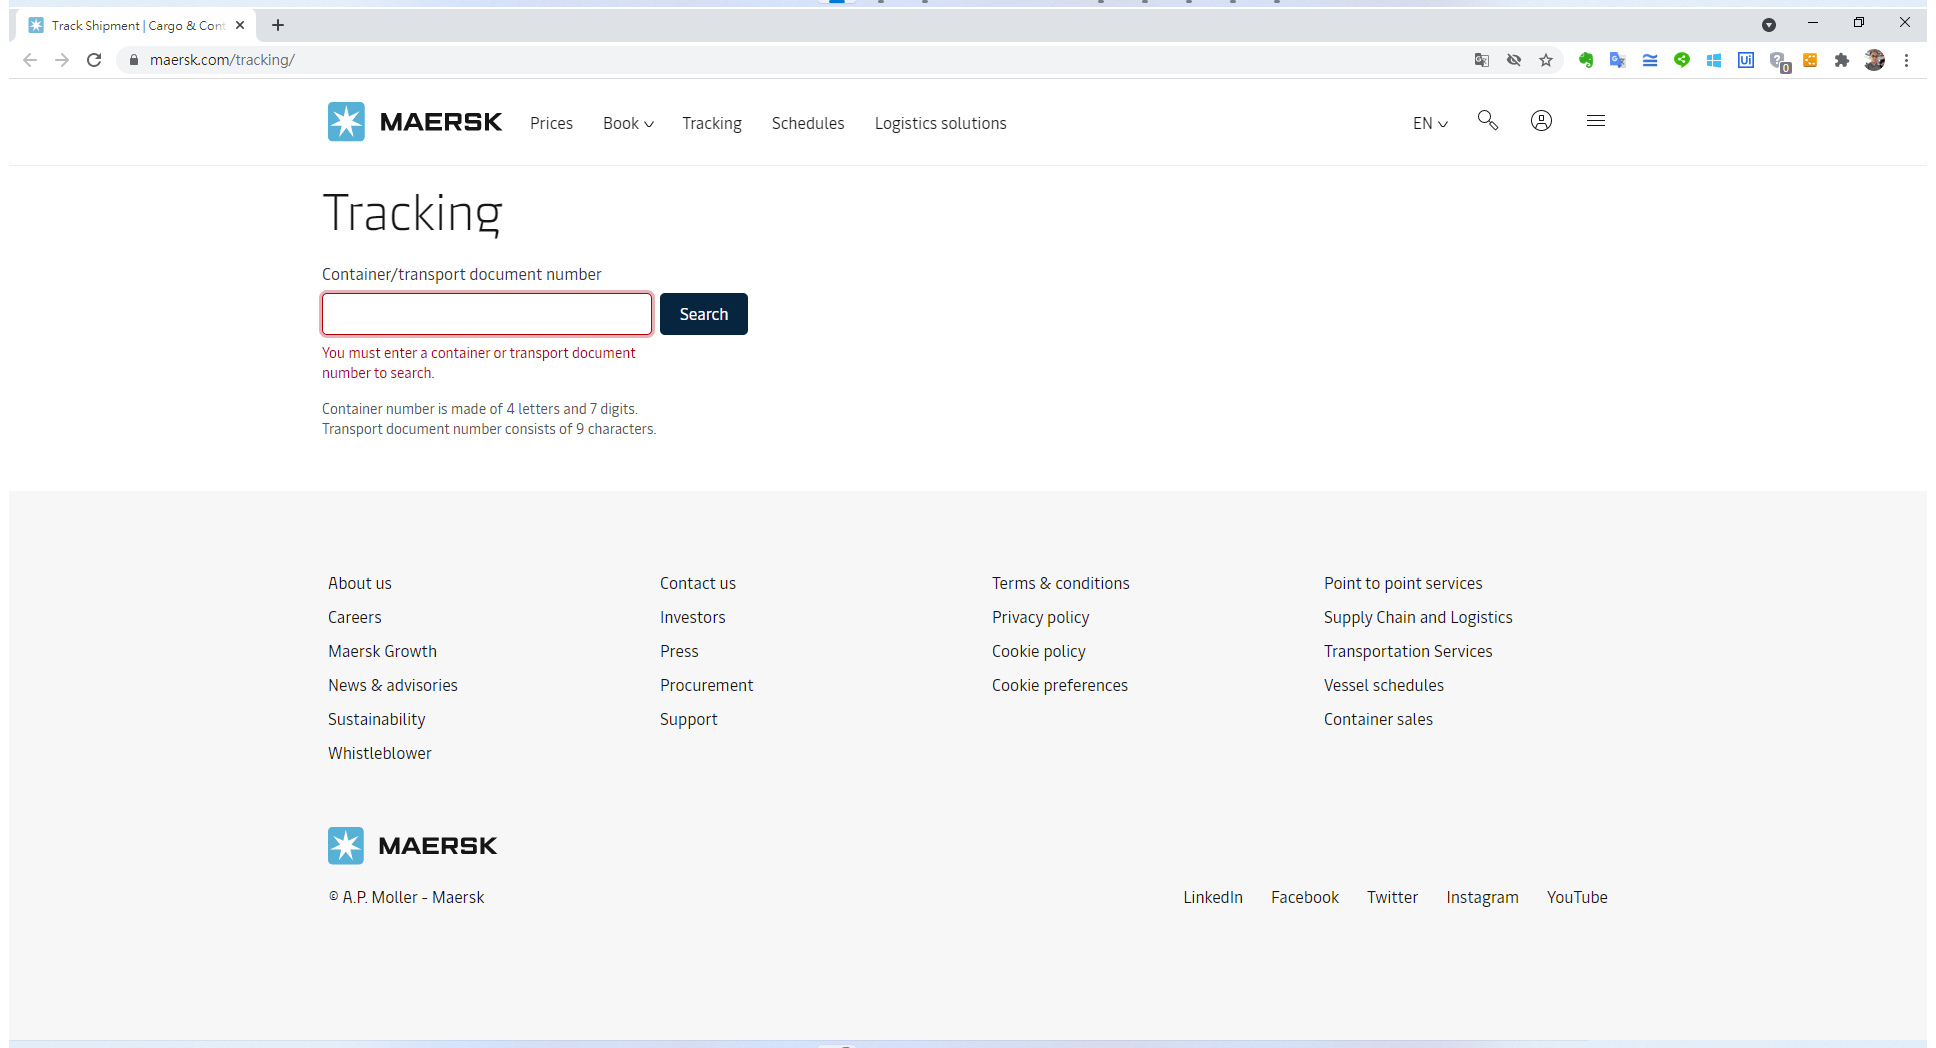 Track Shipment | Cargo & Cont
maersk.com/tracking/
Ui
0
MAERSK
Prices
Book
Tracking
Schedules
Logistics solutions
EN
Tracking
Container/transport document number
Search
You must enter a container or transport document
number to search.
Container number is made of 4 letters and 7 digits.
Transport document number consists of 9 characters.
About us
Careers
Maersk Growth
News & advisories
Sustainability
Whistleblower
Contact us
Investors
Press
Procurement
Support
Terms & conditions
Privacy policy
Cookie policy
Cookie preferences
Point to point services
Supply Chain and Logistics
Transportation Services
Vessel schedules
Container sales
MAERSK
© A.P. Moller - Maersk
LinkedIn
Facebook
Twitter
Instagram
YouTube